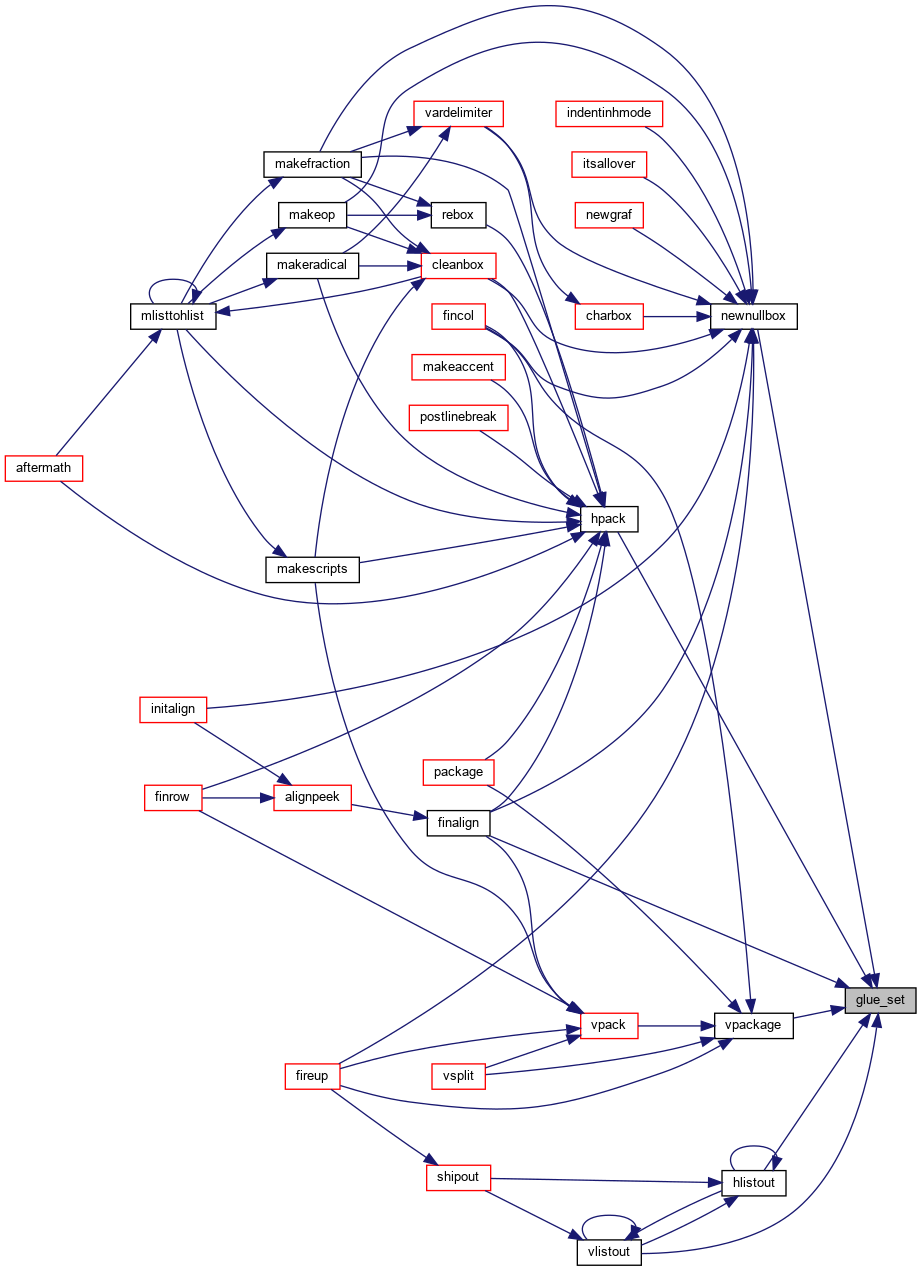 vardelimiter
indentinhmode
makefraction
itsallover
makeop
rebox
newgraf
makeradical
cleanbox
mlisttohlist
fincol
charbox
newnullbox
makeaccent
postlinebreak
aftermath
hpack
makescripts
initalign
package
finrow
alignpeek
finalign
glue_set
vpack
vpackage
fireup
vsplit
shipout
hlistout
vlistout